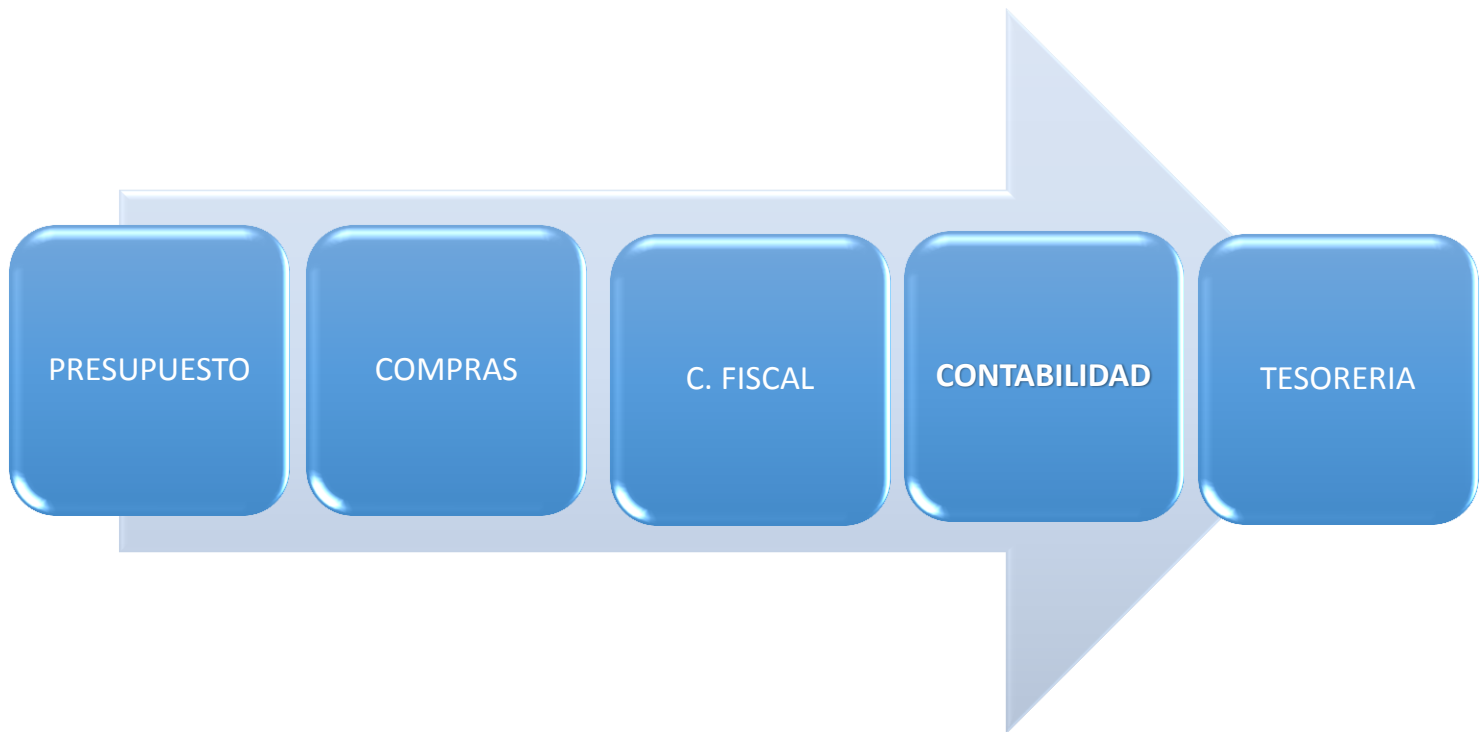 PRESUPUESTO
COMPRAS
C. FISCAL
CONTABILIDAD
TESORERIA